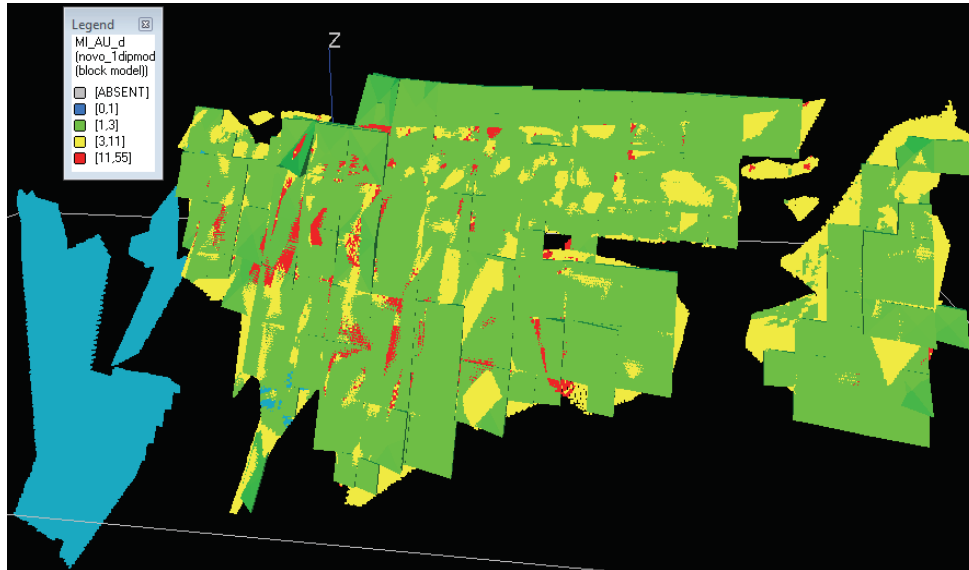 Legend
MI_AU_d
(novo_1dipmod
(block model))
[ABSENT]
[0,1]
[1,3]
[3,11]
[11,55]
Z